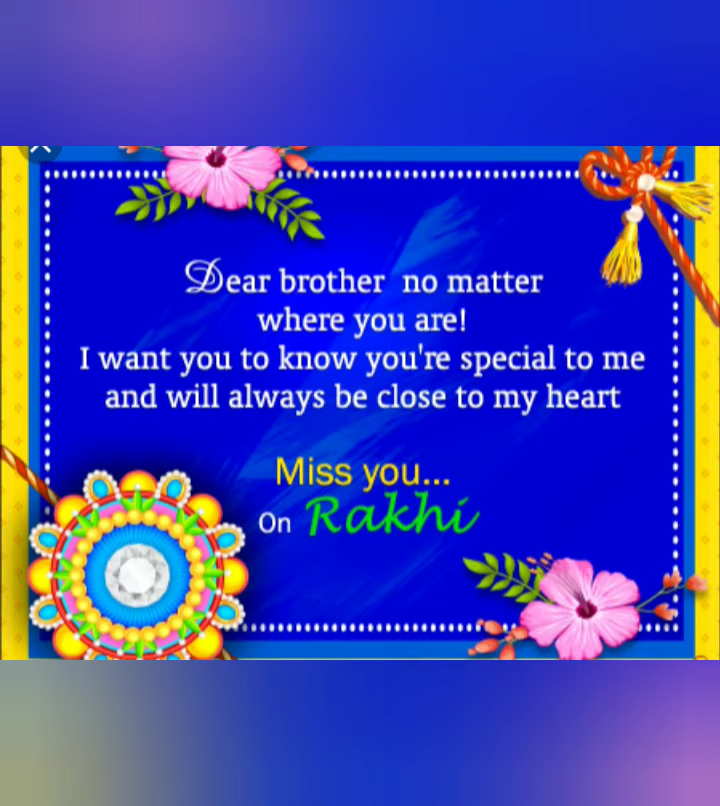 Dear brother no matter
where you are!
I want you to know you're special to me
and will always be close to my heart
Miss you...
On Rakhi